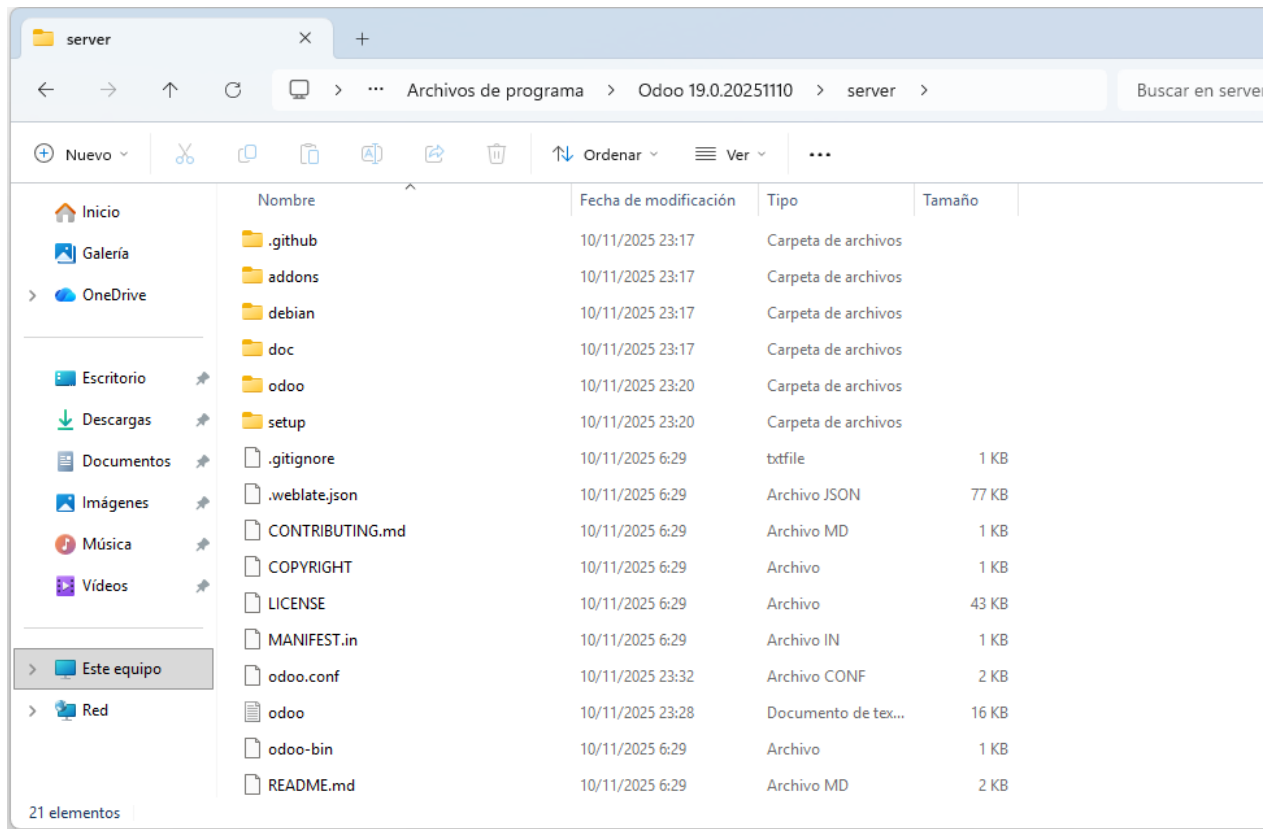 server
Archivos de programa > Odoo 19.0.20251110 > server >
Buscar en server
Nuevo
Ordenar
Ver
Inicio
Galería
OneDrive
Escritorio
Descargas
Documentos
Imágenes
Música
Vídeos
Este equipo
Red
Nombre Fecha de modificación Tipo Tamaño
.github 10/11/2025 23:17 Carpeta de archivos
addons 10/11/2025 23:17 Carpeta de archivos
debian 10/11/2025 23:17 Carpeta de archivos
doc 10/11/2025 23:17 Carpeta de archivos
odoo 10/11/2025 23:20 Carpeta de archivos
setup 10/11/2025 23:20 Carpeta de archivos
.gitignore 10/11/2025 6:29 txtfile 1 KB
.weblate.json 10/11/2025 6:29 Archivo JSON 77 KB
CONTRIBUTING.md 10/11/2025 6:29 Archivo MD 1 KB
COPYRIGHT 10/11/2025 6:29 Archivo 1 KB
LICENSE 10/11/2025 6:29 Archivo 43 KB
MANIFEST.in 10/11/2025 6:29 Archivo IN 1 KB
odoo.conf 10/11/2025 23:32 Archivo CONF 2 KB
odoo 10/11/2025 23:28 Documento de tex... 16 KB
odoo-bin 10/11/2025 6:29 Archivo 1 KB
README.md 10/11/2025 6:29 Archivo MD 2 KB
21 elementos